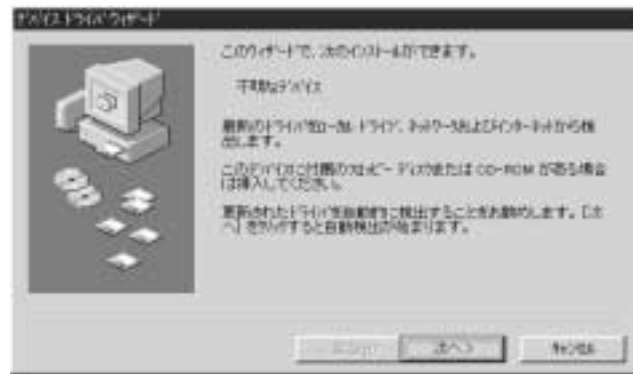 デバイス ドライバ ウィザード
このウィザードで、次のインストールができます。
不明なデバイス
最新のドライバをローカル ドライブ、ネットワークおよびインターネットから検
出します。
このデバイスに付属のフロッピー ディスクまたは CD-ROM がある場合
は挿入してください。
更新されたドライバを自動的に検出することをお勧めします。[次
へ] をクリックすると自動検出が始まります。
次へ >
キャンセル